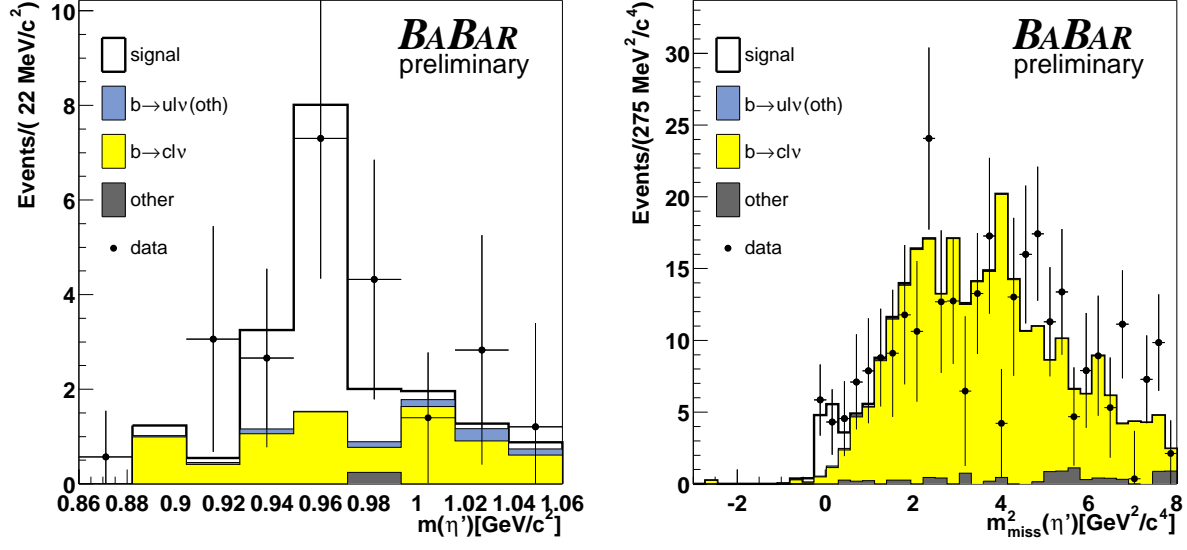 Events/( 22 MeV/c²)
10
8
6
4
2
0
BABAR
preliminary
signal
b→ulν(oth)
b→clν
other
data
0.86 0.88 0.9 0.92 0.94 0.96 0.98 1 1.02 1.04 1.06
m(η')[GeV/c²]
Events/(275 MeV²/c⁴)
30
25
20
15
10
5
0
BABAR
preliminary
signal
b→ulν(oth)
b→clν
other
data
-2 0 2 4 6 8
m²miss(η')[GeV²/c⁴]